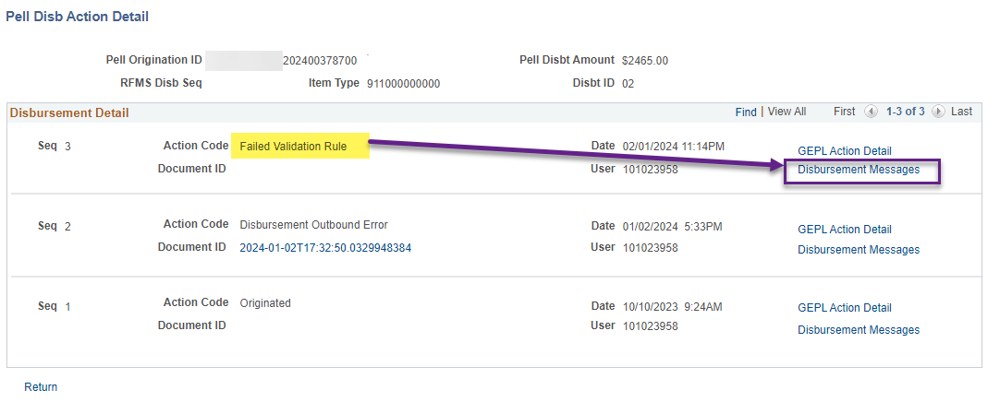 Pell Disb Action Detail
Pell Origination ID 202400378700 Pell Disbt Amount $2465.00
RFMS Disb Seq Item Type 911000000000 Disbt ID 02
Disbursement Detail Find | View All First 1-3 of 3 Last
Seq 3 Action Code Failed Validation Rule Date 02/01/2024 11:14PM GEPL Action Detail
Document ID User 101023958 Disbursement Messages
Seq 2 Action Code Disbursement Outbound Error Date 01/02/2024 5:33PM GEPL Action Detail
Document ID 2024-01-02T17:32:50.0329948384 User 101023958 Disbursement Messages
Seq 1 Action Code Originated Date 10/10/2023 9:24AM GEPL Action Detail
Document ID User 101023958 Disbursement Messages
Return